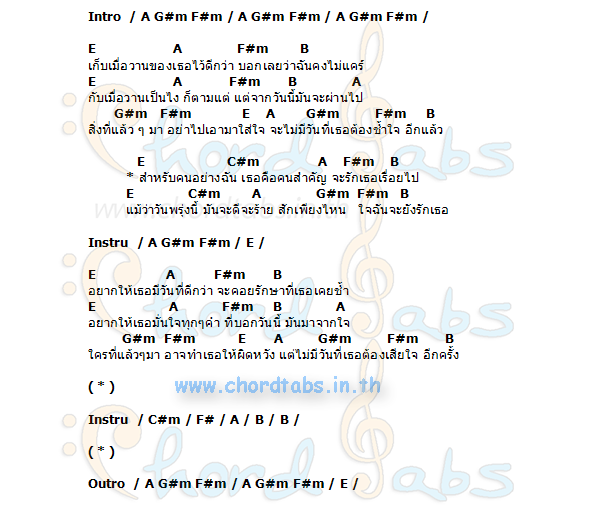 Intro / A G#m F#m / A G#m F#m / A G#m F#m /
E A F#m B
เก็บเมื่อวานของเธอไว้ดีกว่า บอกเลยว่าฉันคงไม่แคร์
E A F#m B A
กับเมื่อวานเป็นไง ก็ตามแต่ แต่จากวันนี้มันจะผ่านไป
G#m F#m E A G#m F#m B
สิ่งที่แล้ว ๆ มา อย่าไปเอามาใส่ใจ จะไม่มีวันที่เธอต้องช้ำใจ อีกแล้ว
E C#m A F#m B
* สำหรับคนอย่างฉัน เธอคือคนสำคัญ จะรักเธอเรื่อยไป
E C#m A G#m F#m B
แม้ว่าวันพรุ่งนี้ มันจะดีจะร้าย สักเพียงไหน ใจฉันจะยังรักเธอ
Instru / A G#m F#m / E /
E A F#m B
อยากให้เธอมีวันที่ดีกว่า จะคอยรักษาที่เธอเคยช้ำ
E A F#m B A
อยากให้เธอมั่นใจทุกๆคำ ที่บอกวันนี้ มันมาจากใจ
G#m F#m E A G#m F#m B
ใครที่แล้วๆมา อาจทำเธอให้ผิดหวัง แต่ไม่มีวันที่เธอต้องเสียใจ อีกครั้ง
( * )
www.chordtabs.in.th
Instru / C#m / F# / A / B / B /
( * )
Outro / A G#m F#m / A G#m F#m / E /